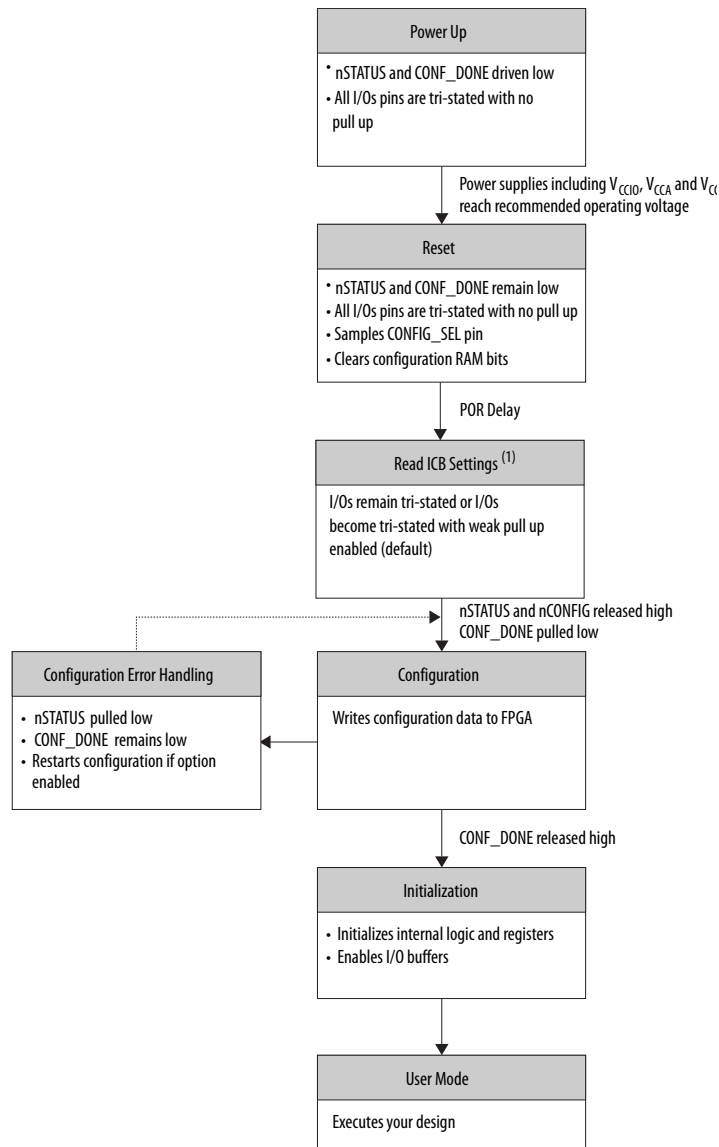 Power Up
• nSTATUS and CONF_DONE driven low
• All I/Os pins are tri-stated with no
pull up
Power supplies including VCCIO, VCCA and VCC
reach recommended operating voltage
Reset
• nSTATUS and CONF_DONE remain low
• All I/Os pins are tri-stated with no pull up
• Samples CONFIG_SEL pin
• Clears configuration RAM bits
POR Delay
Read ICB Settings (1)
I/Os remain tri-stated or I/Os
become tri-stated with weak pull up
enabled (default)
nSTATUS and nCONFIG released high
CONF_DONE pulled low
Configuration Error Handling
• nSTATUS pulled low
• CONF_DONE remains low
• Restarts configuration if option
enabled
Configuration
Writes configuration data to FPGA
CONF_DONE released high
Initialization
• Initializes internal logic and registers
• Enables I/O buffers
User Mode
Executes your design